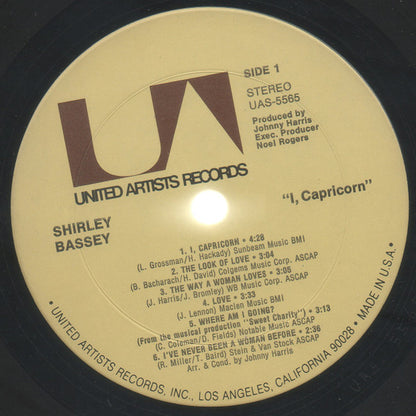 SIDE 1
STEREO
UAS-5565
Produced by
Johnny Harris
Exec. Producer
Noel Rogers
UA
UNITED ARTISTS RECORDS
"I, Capricorn"
SHIRLEY
BASSEY
1. I, CAPRICORN • 4:28
(L. Grossman/H. Hackady) Sunbeam Music BMI
2. THE LOOK OF LOVE • 3:04
(B. Bacharach/H. David) Colgems Music Corp. ASCAP
3. THE WAY A WOMAN LOVES • 3:05
(J. Harris/J. Bromley) WB Music Corp. ASCAP
4. LOVE • 3:35
(J. Lennon) Maclen Music BMI
5. WHERE AM I GOING?
(From the musical production "Sweet Charity") • 3:13
(C. Coleman/D. Fields) Notable Music ASCAP
6. I'VE NEVER BEEN A WOMAN BEFORE • 2:36
(R. Miller/T. Baird) Stein & Van Stock ASCAP
Arr. & Cond. by Johnny Harris
• UNITED ARTISTS RECORDS, INC., LOS ANGELES, CALIFORNIA 90028 • MADE IN U.S.A. •